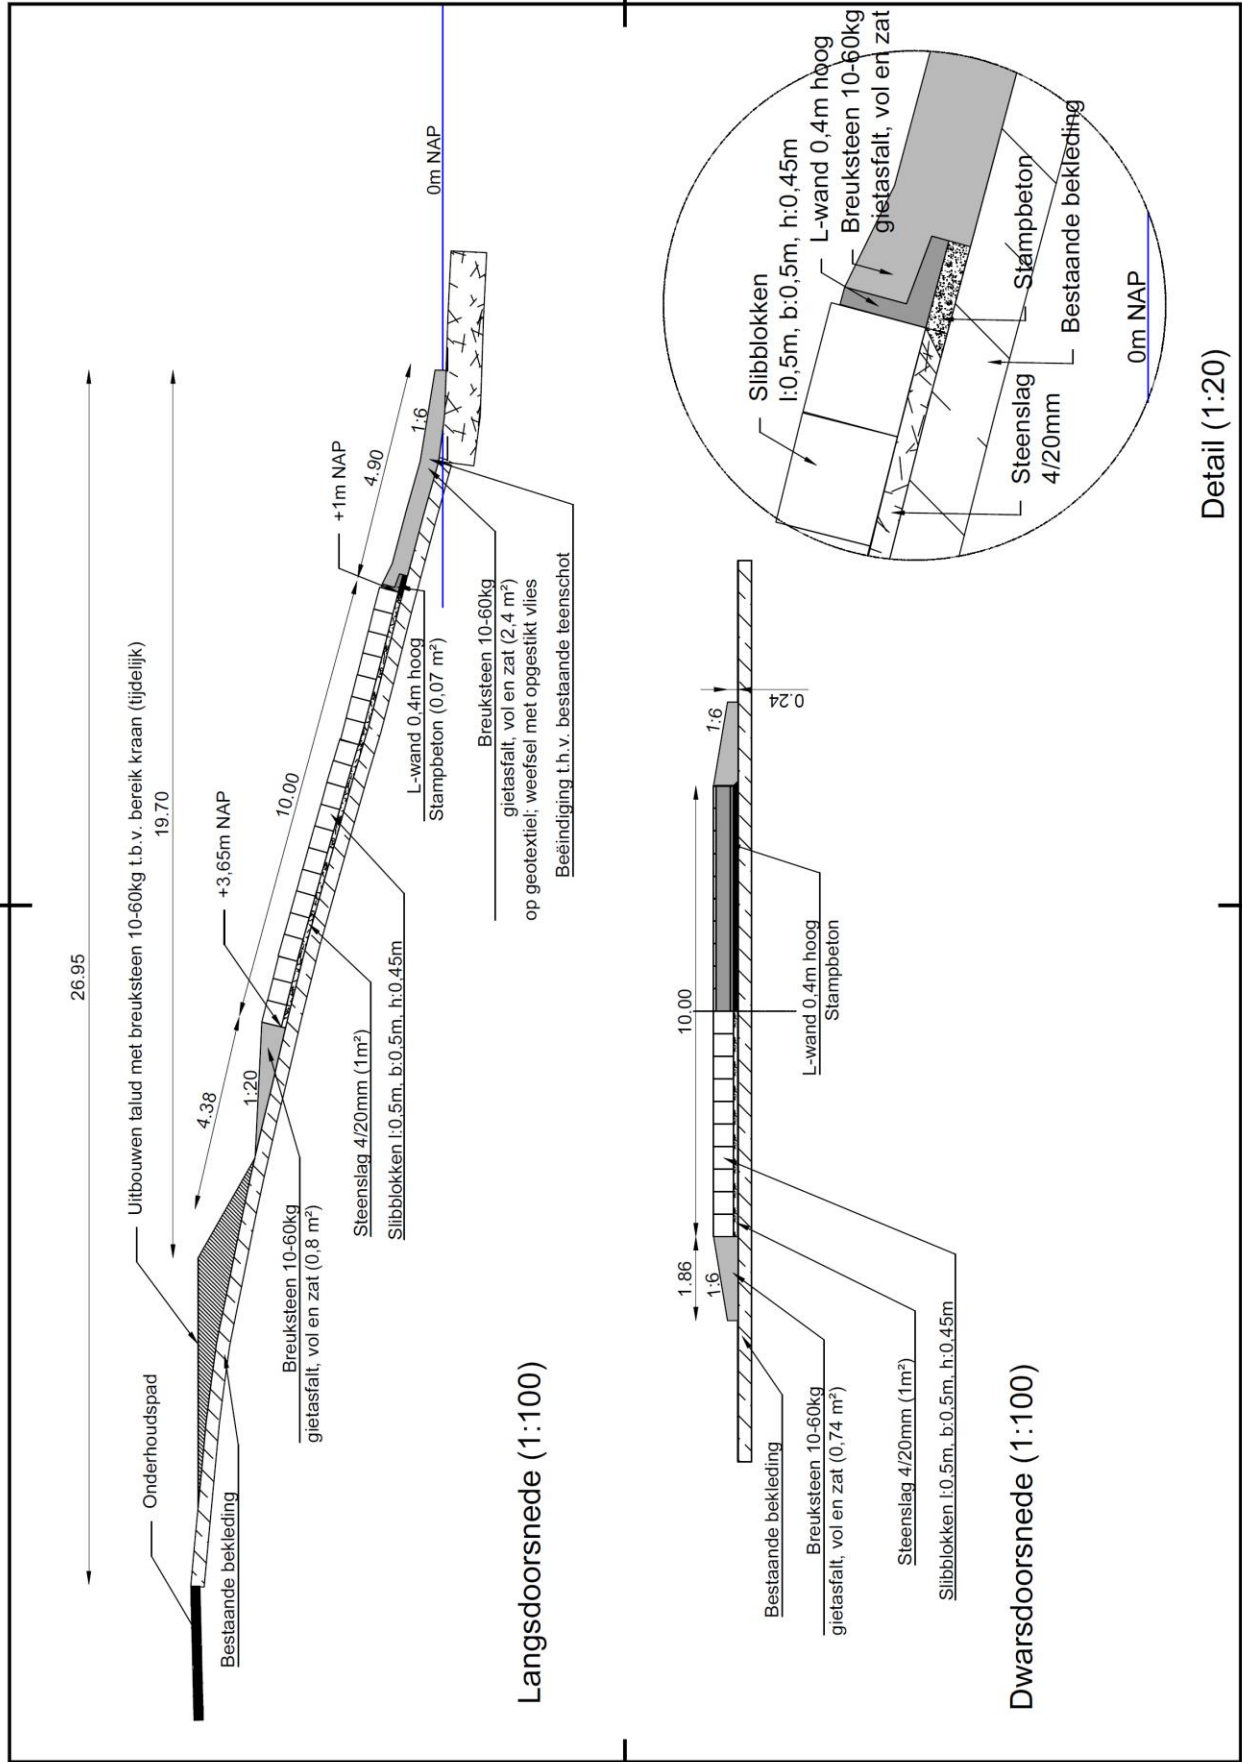 26.95
19.70
Uitbouwen talud met breuksteen 10-60kg t.b.v. bereik kraan (tijdelijk)
Onderhoudspad
4.38
+3,65m NAP
10.00
+1m NAP
4.90
1:20
1:6
0m NAP
Bestaande bekleding
Breuksteen 10-60kg
gietasfalt, vol en zat (0,8 m²)
Steenslag 4/20mm (1m²)
Slibblokken l:0,5m, b:0,5m, h:0,45m
L-wand 0,4m hoog
Stampbeton (0,07 m²)
Breuksteen 10-60kg
gietasfalt, vol en zat (2,4 m²)
op geotextiel; weefsel met opgestikt vlies
Beëindiging t.h.v. bestaande teenschot
Langsdoorsnede (1:100)
1.86
10.00
1:6
1:6
0.24
Bestaande bekleding
Breuksteen 10-60kg
gietasfalt, vol en zat (0,74 m²)
L-wand 0,4m hoog
Stampbeton
Steenslag 4/20mm (1m²)
Slibblokken l:0,5m, b:0,5m, h:0,45m
Dwarsdoorsnede (1:100)
Slibblokken
l:0,5m, b:0,5m, h:0,45m
L-wand 0,4m hoog
Breuksteen 10-60kg
gietasfalt, vol en zat
Steenslag
4/20mm
Stampbeton
Bestaande bekleding
0m NAP
Detail (1:20)